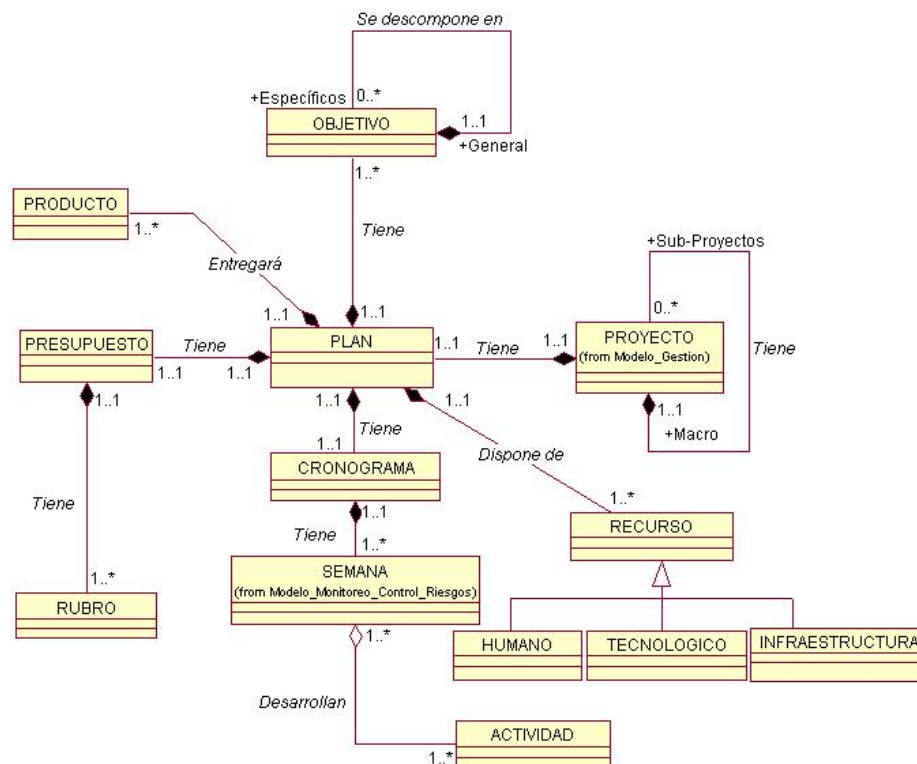 Se descompone en
+Específicos
0..*
OBJETIVO
1..1
+General
1..*
PRODUCTO
1..*
Tiene
+Sub-Proyectos
Entregará
0..*
1..1
1..1
PRESUPUESTO
Tiene
PLAN
1..1
Tiene
1..1
PROYECTO
(from Modelo_Gestion)
Tiene
1..1
1..1
1..1
1..1
1..1
1..1
Tiene
+Macro
1..1
CRONOGRAMA
Dispone de
1..1
1..*
Tiene
Tiene
1..*
RECURSO
SEMANA
(from Modelo_Monitoreo_Control_Riesgos)
1..*
RUBRO
1..*
HUMANO
TECNOLOGICO
INFRAESTRUCTURA
Desarrollan
ACTIVIDAD
1..*